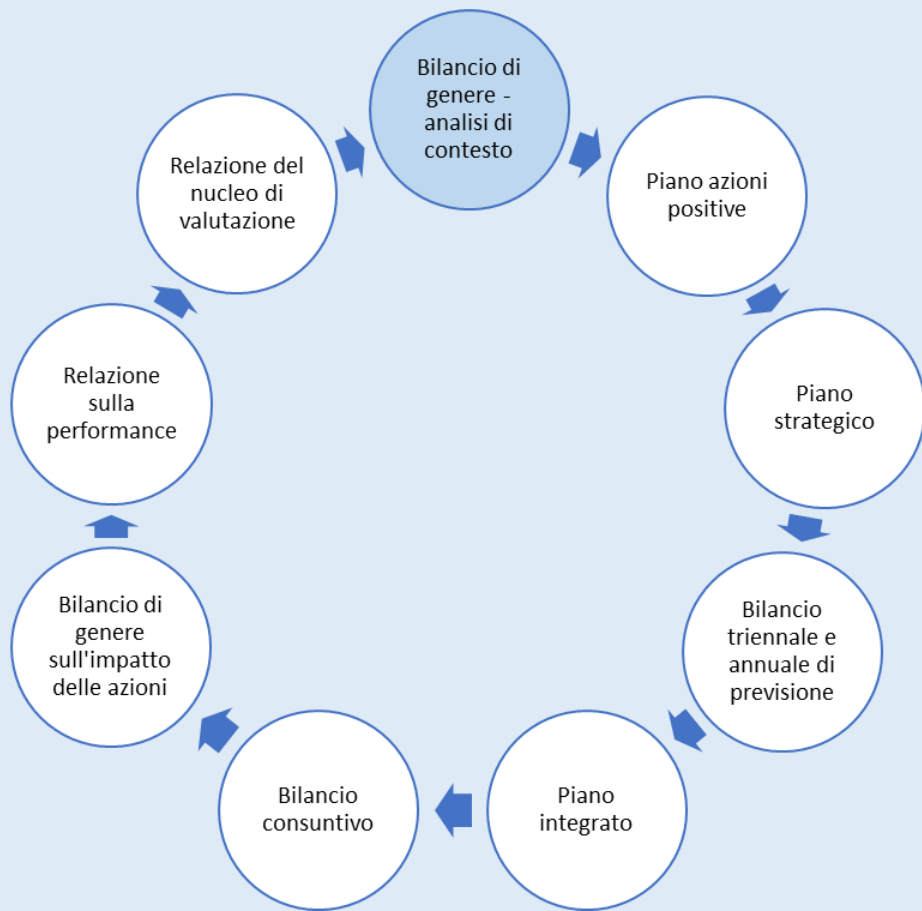 Bilancio di
genere -
analisi di
contesto
Piano azioni
positive
Piano
strategico
Bilancio
triennale e
annuale di
previsione
Piano
integrato
Bilancio
consuntivo
Bilancio di
genere
sull'impatto
delle azioni
Relazione
sulla
performance
Relazione del
nucleo di
valutazione